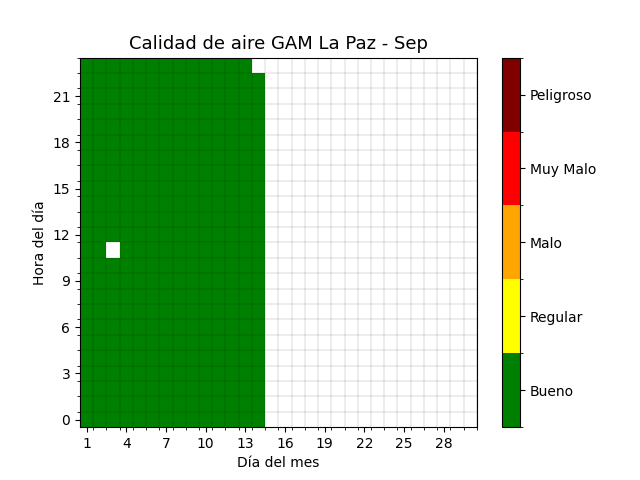 Calidad de aire GAM La Paz - Sep
Hora del día
21
18
15
12
9
6
3
0
1 4 7 10 13 16 19 22 25 28
Día del mes
Peligroso
Muy Malo
Malo
Regular
Bueno